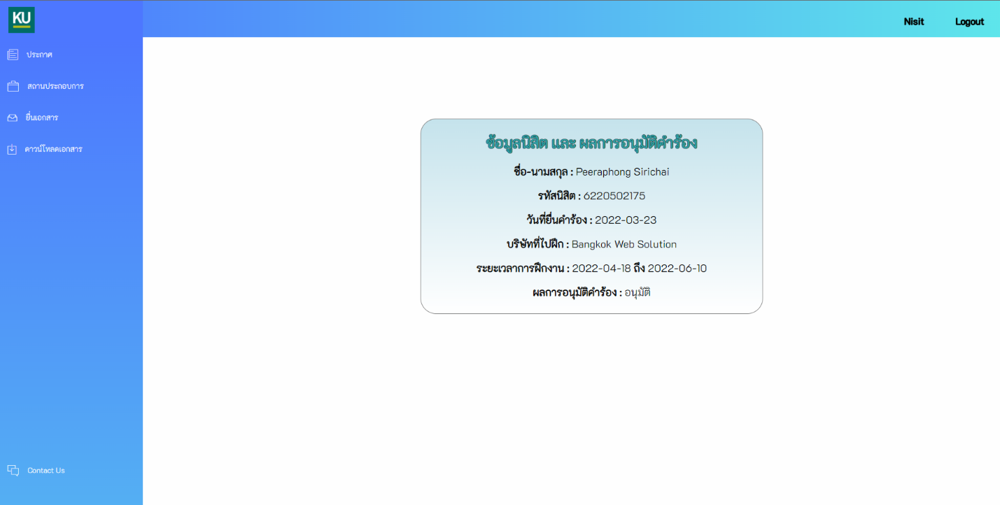 KU
Nisit Logout
ประกาศ
สถานประกอบการ
ยื่นเอกสาร
ดาวน์โหลดเอกสาร
Contact Us
ข้อมูลนิสิต และ ผลการอนุมัติคำร้อง
ชื่อ-นามสกุล : Peeraphong Sirichai
รหัสนิสิต : 6220502175
วันที่ยื่นคำร้อง : 2022-03-23
บริษัทที่ไปฝึก : Bangkok Web Solution
ระยะเวลาการฝึกงาน : 2022-04-18 ถึง 2022-06-10
ผลการอนุมัติคำร้อง : อนุมัติ